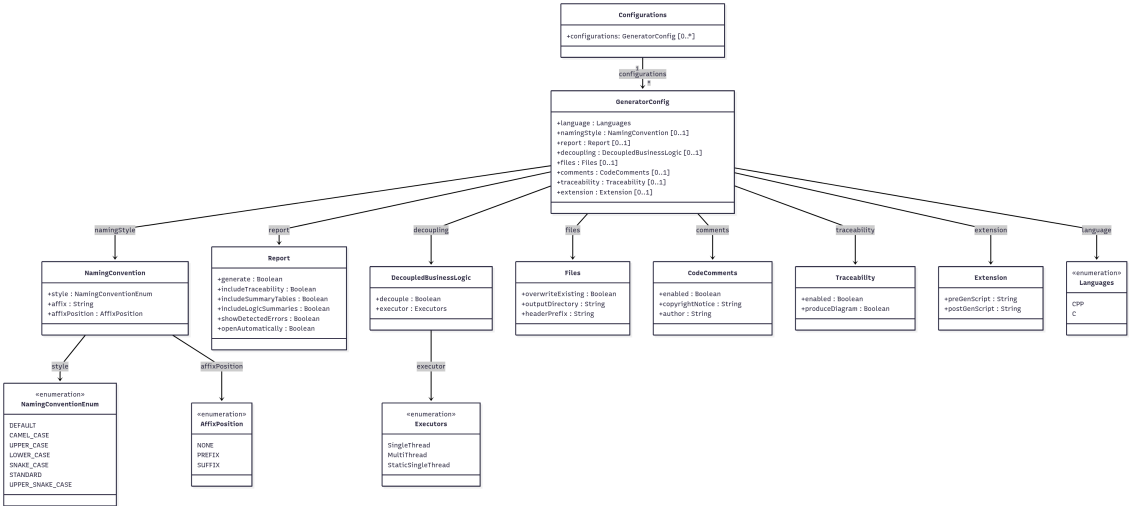 Configurations
+configurations: GeneratorConfig [0..*]
configurations
*
GeneratorConfig
+language : Languages
+namingStyle : NamingConvention [0..1]
+report : Report [0..1]
+decoupling : DecoupledBusinessLogic [0..1]
+files : Files [0..1]
+comments : CodeComments [0..1]
+traceability : Traceability [0..1]
+extension : Extension [0..1]
namingStyle
report
decoupling
files
comments
traceability
extension
language
NamingConvention
+style : NamingConventionEnum
+affix : String
+affixPosition : AffixPosition
Report
+generate : Boolean
+includeTraceability : Boolean
+includeSummaryTables : Boolean
+includeLogicSummaries : Boolean
+showDetectedErrors : Boolean
+openAutomatically : Boolean
DecoupledBusinessLogic
+decouple : Boolean
+executor : Executors
Files
+overwriteExisting : Boolean
+outputDirectory : String
+headerPrefix : String
CodeComments
+enabled : Boolean
+copyrightNotice : String
+author : String
Traceability
+enabled : Boolean
+produceDiagram : Boolean
Extension
+preGenScript : String
+postGenScript : String
«enumeration»
Languages
CPP
C
style
affixPosition
executor
«enumeration»
NamingConventionEnum
DEFAULT
CAMEL_CASE
UPPER_CASE
LOWER_CASE
SNAKE_CASE
STANDARD
UPPER_SNAKE_CASE
«enumeration»
AffixPosition
NONE
PREFIX
SUFFIX
«enumeration»
Executors
SingleThread
MultiThread
StaticSingleThread